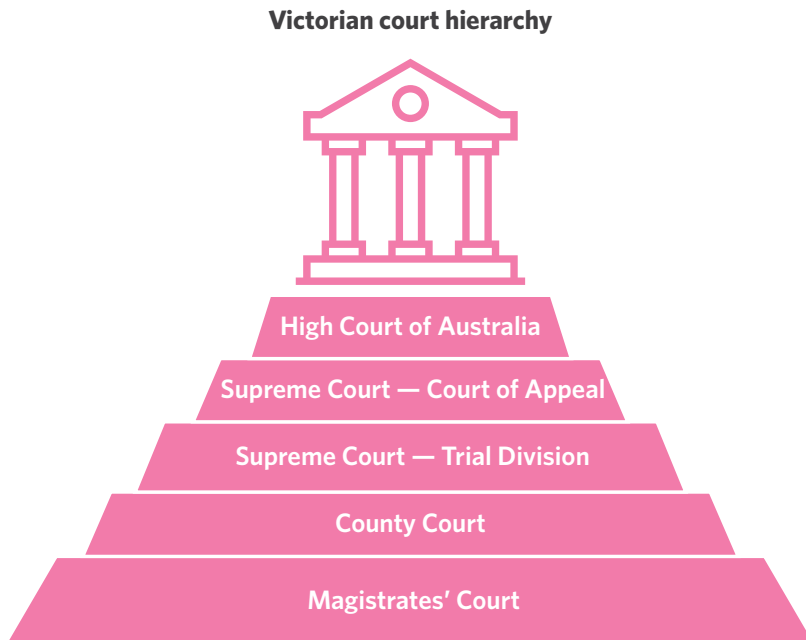 Victorian court hierarchy
High Court of Australia
Supreme Court — Court of Appeal
Supreme Court — Trial Division
County Court
Magistrates’ Court